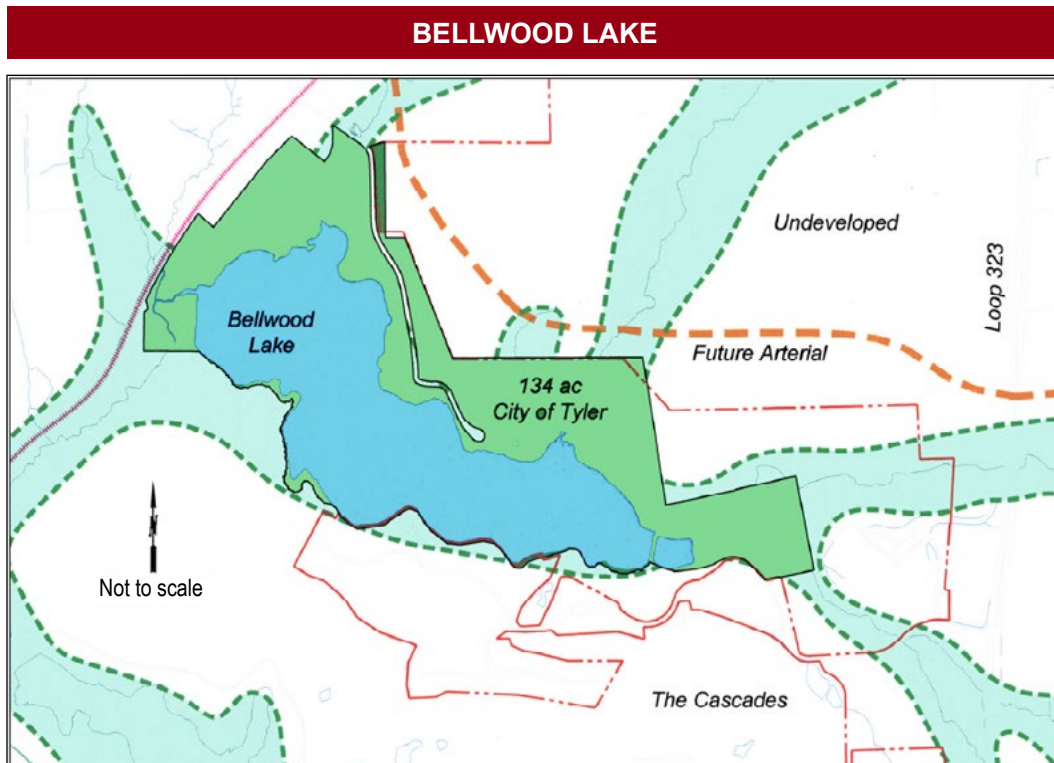 BELLWOOD LAKE
Undeveloped
Loop 323
Bellwood
Lake
Future Arterial
134 ac
City of Tyler
N
Not to scale
The Cascades